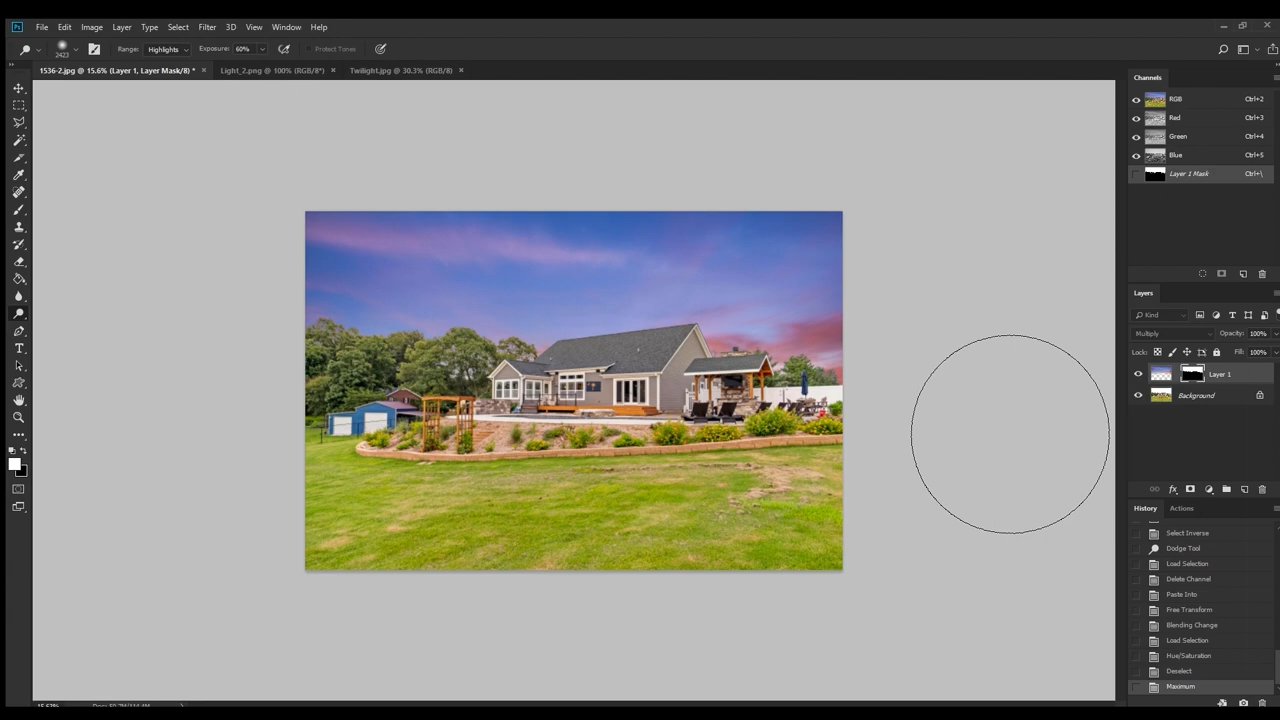 Ps File Edit Image Layer Type Select Filter 3D View Window Help
2423 Range: Highlights Exposure: 60% Protect Tones
1536-2.jpg @ 15.6% (Layer 1, Layer Mask/8) * × Light_2.png @ 100% (RGB/8*) × Twilight.jpg @ 30.3% (RGB/8) ×
Channels
RGB Ctrl+2
Red Ctrl+3
Green Ctrl+4
Blue Ctrl+5
Layer 1 Mask Ctrl+\
Layers
Kind
Multiply Opacity: 100%
Lock: Fill: 100%
Layer 1
Background
History Actions
Select Inverse
Dodge Tool
Load Selection
Delete Channel
Paste Into
Free Transform
Blending Change
Load Selection
Hue/Saturation
Deselect
Maximum